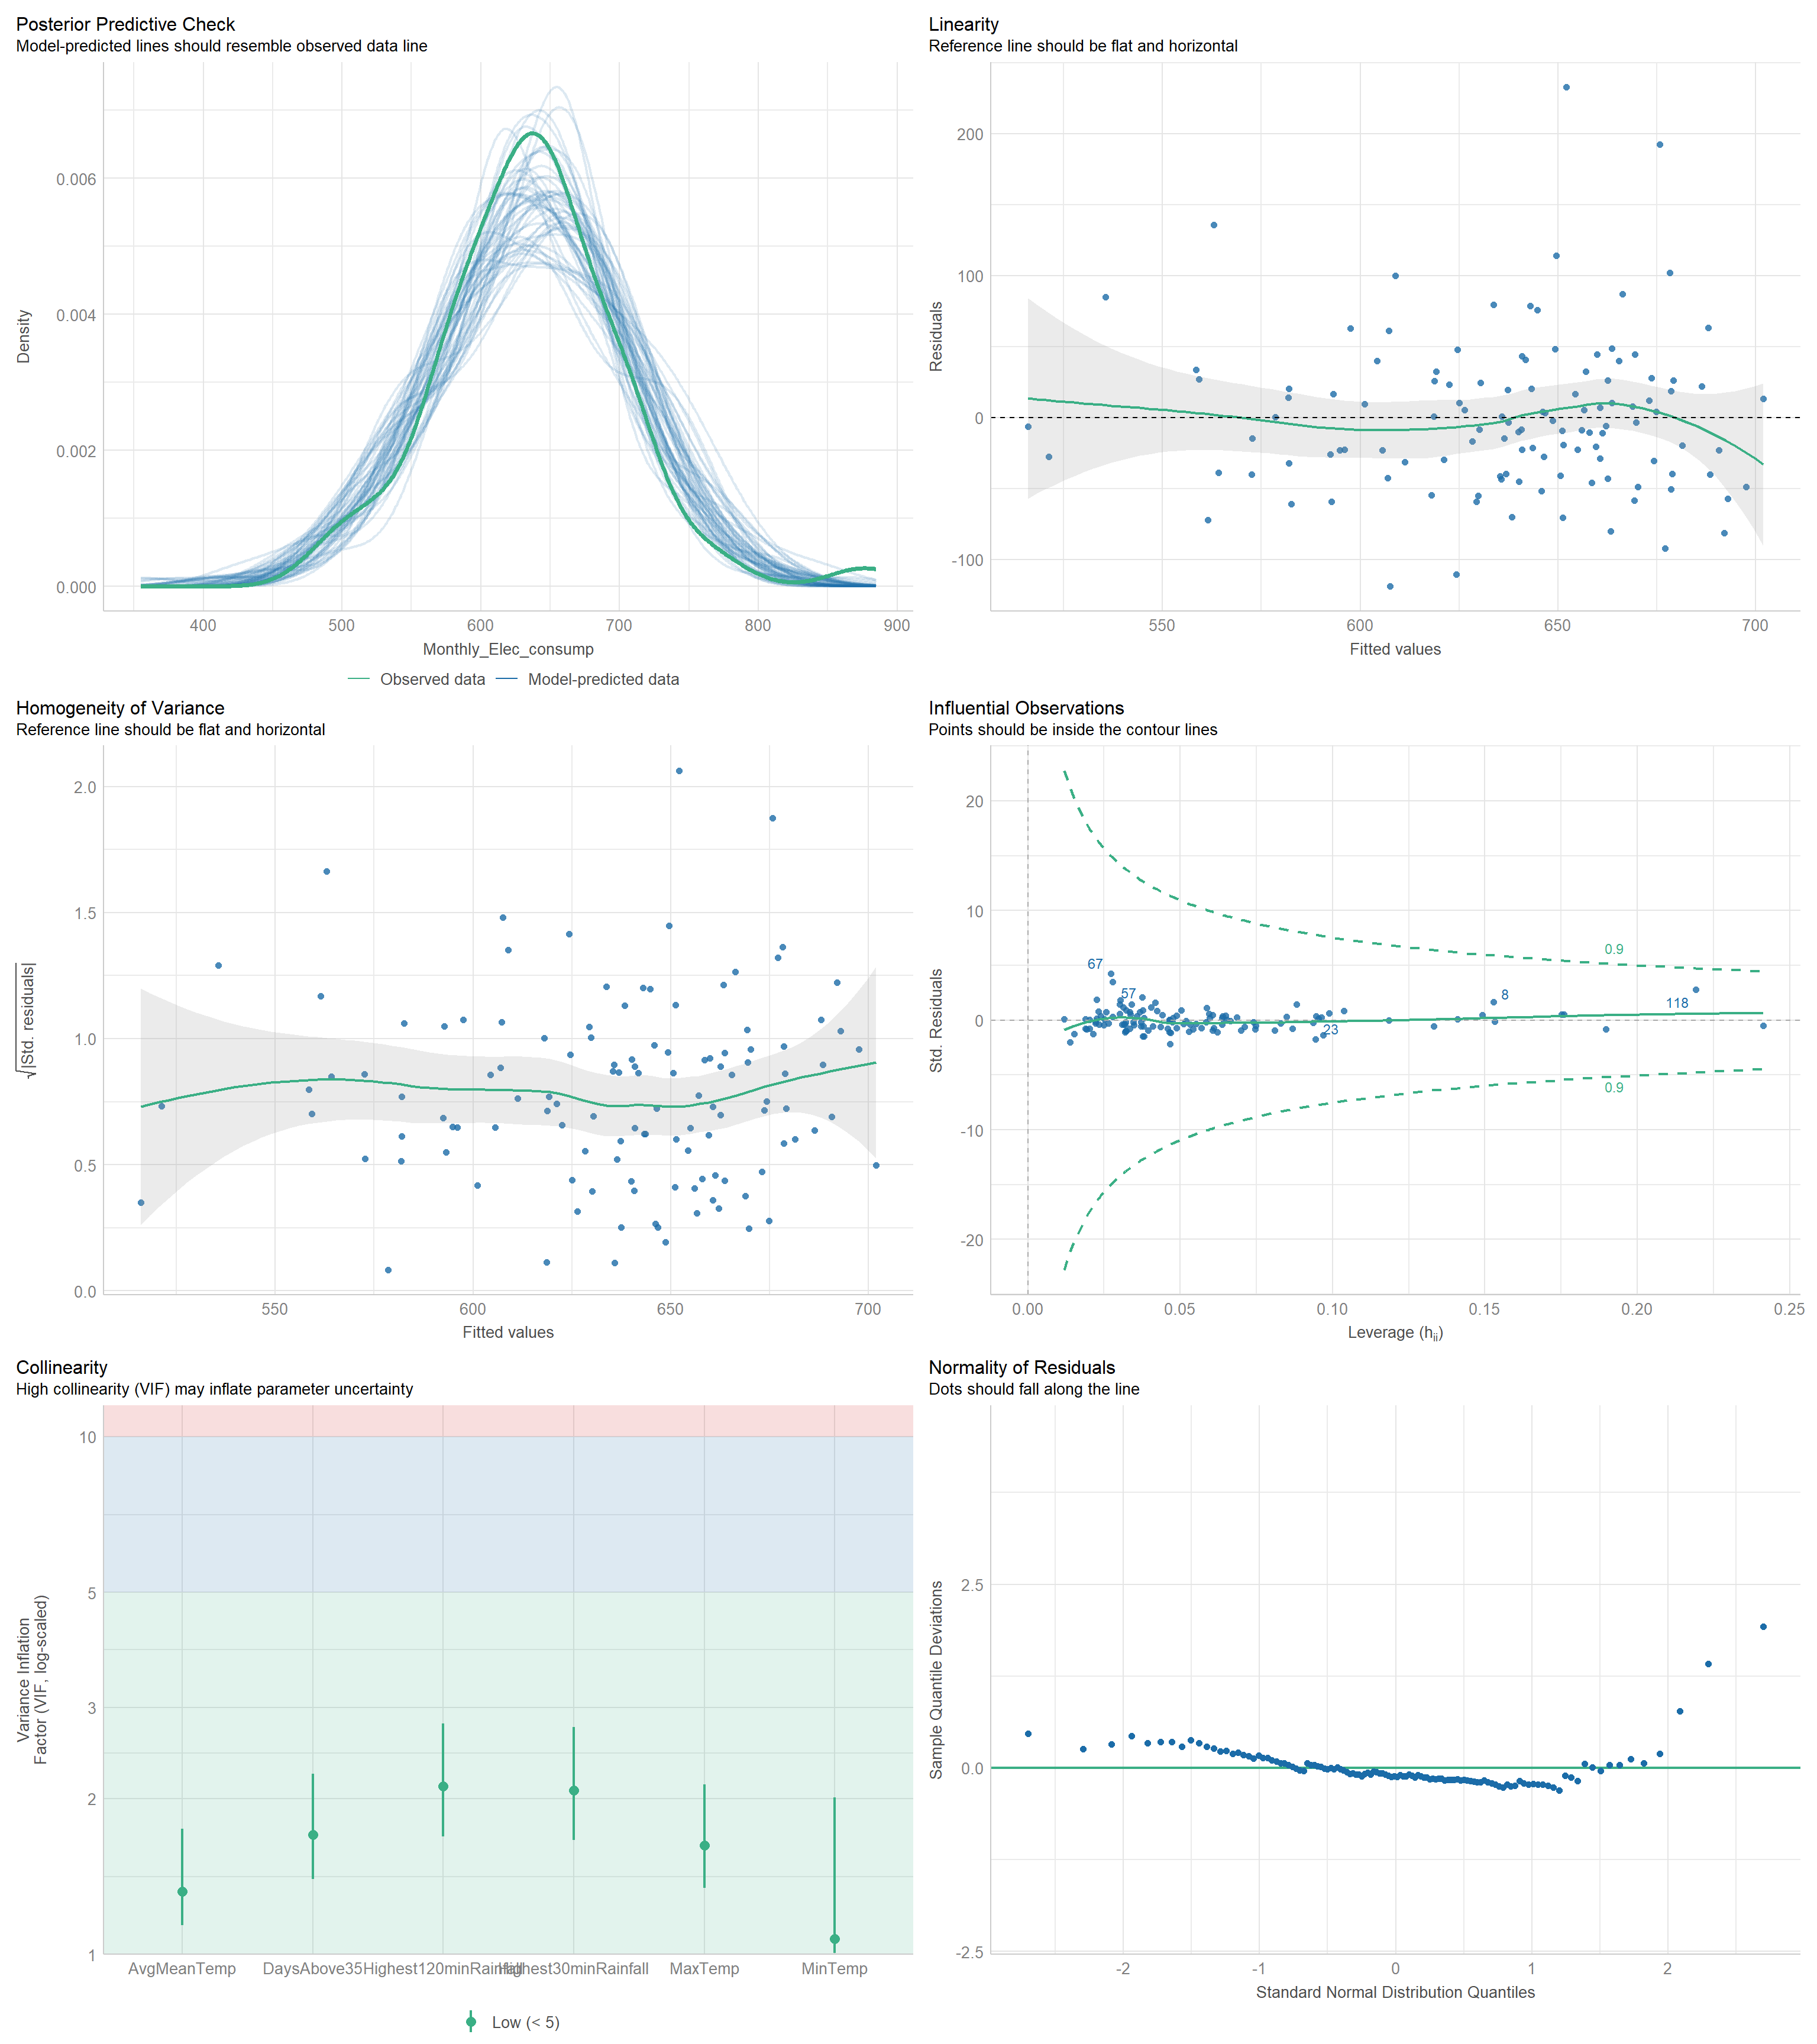 Posterior Predictive Check
Model-predicted lines should resemble observed data line
Density
0.006
0.004
0.002
0.000
400 500 600 700 800 900
Monthly_Elec_consump
Observed data Model-predicted data
Linearity
Reference line should be flat and horizontal
Residuals
200
100
0
-100
550 600 650 700
Fitted values
Homogeneity of Variance
Reference line should be flat and horizontal
√|Std. residuals|
2.0
1.5
1.0
0.5
0.0
550 600 650 700
Fitted values
Influential Observations
Points should be inside the contour lines
Std. Residuals
20
10
0
-10
-20
0.9
67
57
8
118
23
0.9
0.00 0.05 0.10 0.15 0.20 0.25
Leverage (hii)
Collinearity
High collinearity (VIF) may inflate parameter uncertainty
Variance Inflation
Factor (VIF, log-scaled)
10
5
3
2
1
AvgMeanTemp DaysAbove35 Highest120minRainfall Highest30minRainfall MaxTemp MinTemp
Low (< 5)
Normality of Residuals
Dots should fall along the line
Sample Quantile Deviations
2.5
0.0
-2.5
-2 -1 0 1 2
Standard Normal Distribution Quantiles